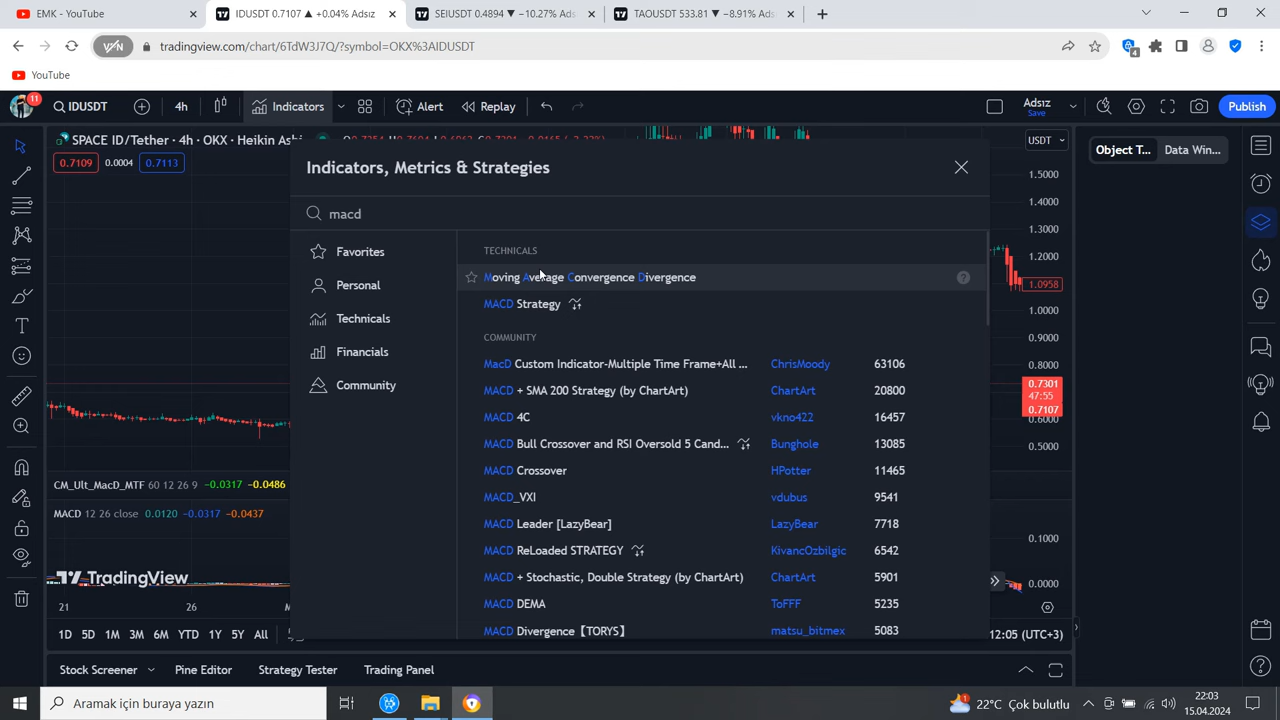 EMK - YouTube
IDUSDT 0.7107 ▲ +0.04% Adsız
SEIUSDT 0.4894 ▼ −10.27% Ads
TAOUSDT 533.81 ▼ −5.91% Adsı
tradingview.com/chart/6TdW3J7Q/?symbol=OKX%3AIDUSDT
4
YouTube
11
IDUSDT
4h
Indicators
Alert
Replay
Adsız
Save
Publish
SPACE ID/Tether · 4h · OKX · Heikin Ashi
USDT
0.7109
0.0004
0.7113
Object T...
Data Win...
Indicators, Metrics & Strategies
macd
Favorites
Personal
Technicals
Financials
Community
TECHNICALS
Moving Average Convergence Divergence
MACD Strategy
COMMUNITY
MacD Custom Indicator-Multiple Time Frame+All ... ChrisMoody 63106
MACD + SMA 200 Strategy (by ChartArt) ChartArt 20800
MACD 4C vkno422 16457
MACD Bull Crossover and RSI Oversold 5 Cand... Bunghole 13085
MACD Crossover HPotter 11465
MACD_VXI vdubus 9541
MACD Leader [LazyBear] LazyBear 7718
MACD ReLoaded STRATEGY KivancOzbilgic 6542
MACD + Stochastic, Double Strategy (by ChartArt) ChartArt 5901
MACD DEMA ToFFF 5235
MACD Divergence【TORYS】 matsu_bitmex 5083
1.5000
1.4000
1.3000
1.2000
1.0958
1.0000
0.9000
0.8000
0.7301
47:55
0.7107
0.6000
0.5000
0.1000
0.0000
CM_Ult_MacD_MTF 60 12 26 9 −0.0317 −0.0486
MACD 12 26 close 0.0120 −0.0317 −0.0437
TradingView
21
26
1D 5D 1M 3M 6M YTD 1Y 5Y All
12:05 (UTC+3)
Stock Screener
Pine Editor
Strategy Tester
Trading Panel
Aramak için buraya yazın
22°C Çok bulutlu
22:03
15.04.2024